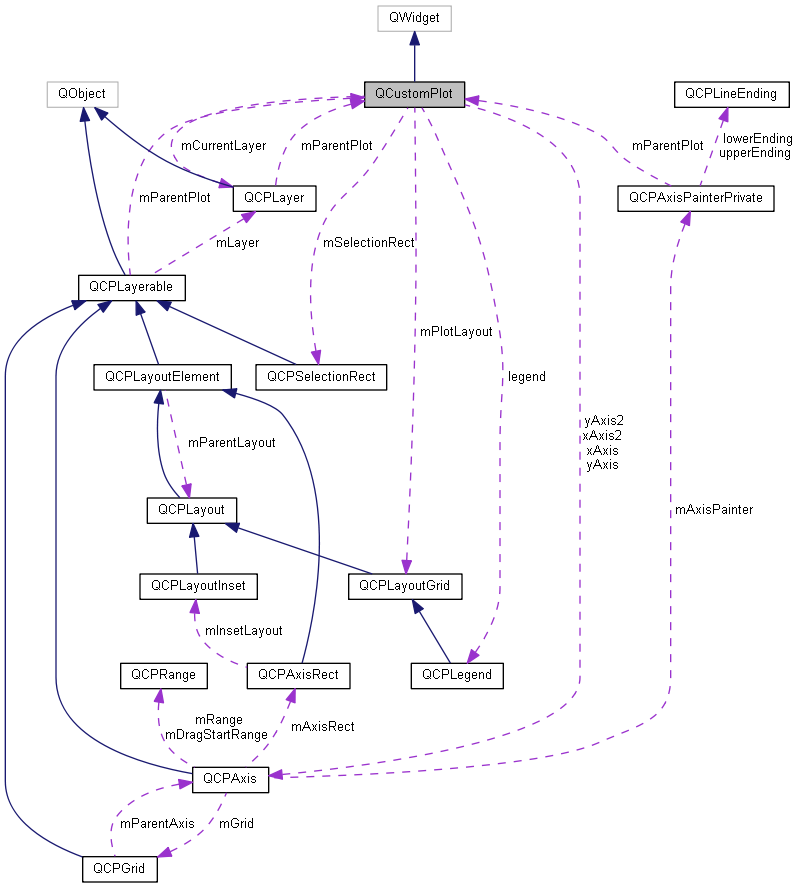 QWidget
QObject
QCustomPlot
QCPLineEnding
mCurrentLayer
mParentPlot
mParentPlot
lowerEnding
upperEnding
mParentPlot
QCPLayer
QCPAxisPainterPrivate
mLayer
mSelectionRect
QCPLayerable
mPlotLayout
QCPLayoutElement
QCPSelectionRect
legend
mParentLayout
yAxis2
xAxis2
xAxis
yAxis
QCPLayout
mAxisPainter
QCPLayoutInset
QCPLayoutGrid
mInsetLayout
QCPRange
QCPAxisRect
QCPLegend
mRange
mDragStartRange
mAxisRect
QCPAxis
mParentAxis
mGrid
QCPGrid